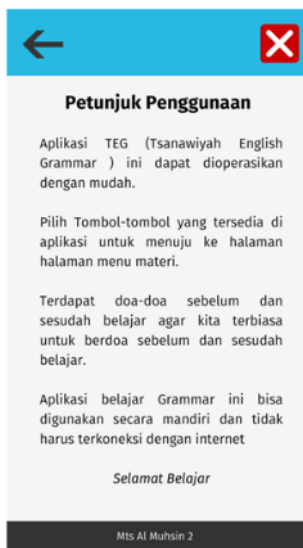 Petunjuk Penggunaan
Aplikasi TEG (Tsanawiyah English
Grammar ) ini dapat dioperasikan
dengan mudah.
Pilih Tombol-tombol yang tersedia di
aplikasi untuk menuju ke halaman
halaman menu materi.
Terdapat doa-doa sebelum dan
sesudah belajar agar kita terbiasa
untuk berdoa sebelum dan sesudah
belajar.
Aplikasi belajar Grammar ini bisa
digunakan secara mandiri dan tidak
harus terkoneksi dengan internet
Selamat Belajar
Mts Al Muhsin 2